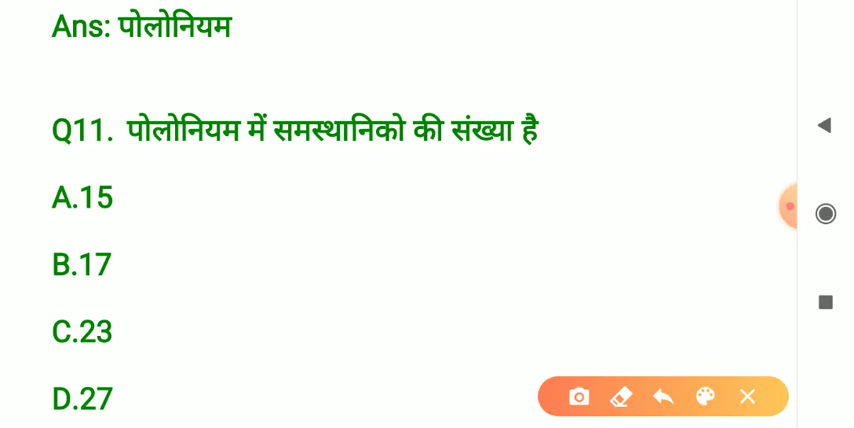 Ans: पोलोनियम
Q11. पोलोनियम में समस्थानिको की संख्या है
A.15
B.17
C.23
D.27